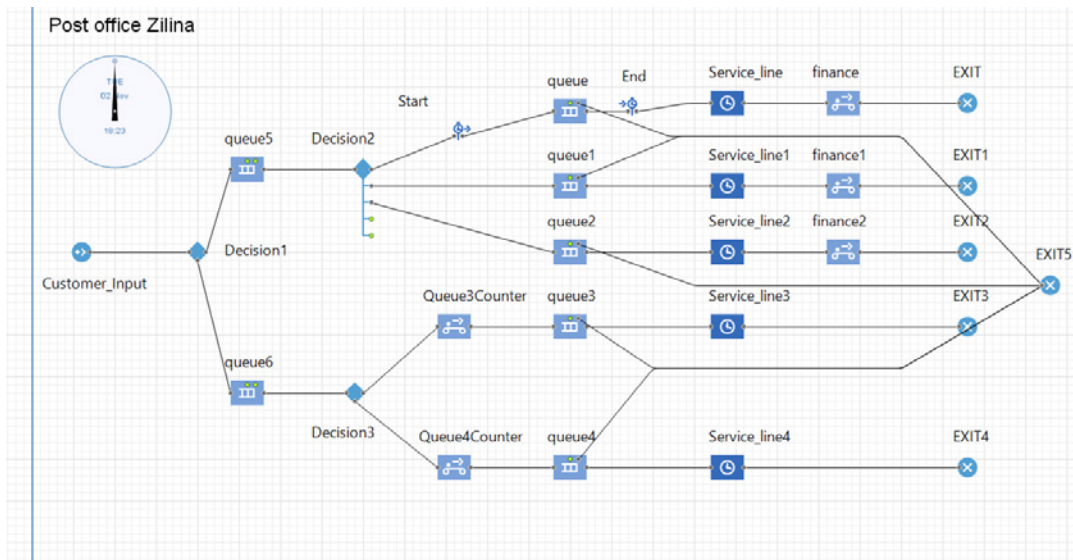 Post office Zilina
TUE
02 Nov
19:23
queue
End
Service_line
finance
EXIT
Start
queue5
Decision2
queue1
Service_line1
finance1
EXIT1
queue2
Service_line2
finance2
EXIT2
Decision1
EXIT5
Customer_Input
Queue3Counter
queue3
Service_line3
EXIT3
queue6
Decision3
Queue4Counter
queue4
Service_line4
EXIT4